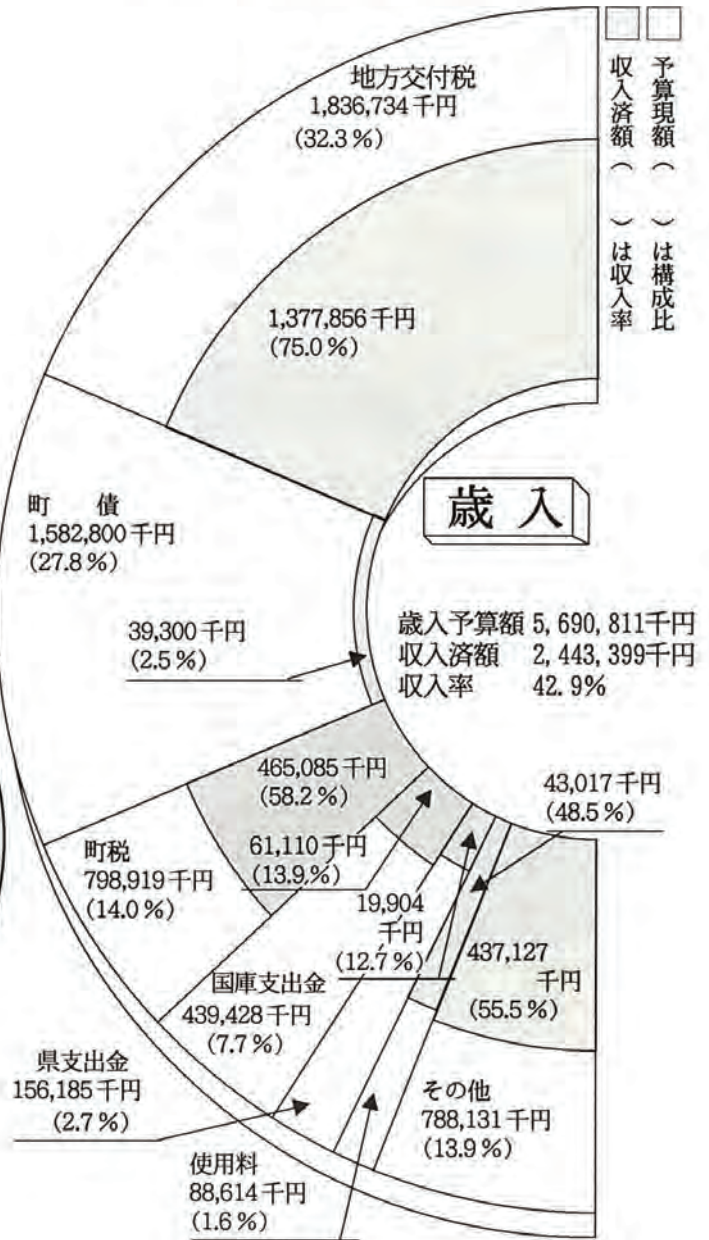 予算現額（　　）は構成比
収入済額（　　）は収入率
地方交付税
1,836,734千円
(32.3％)
1,377,856千円
(75.0％)
町　債
1,582,800千円
(27.8％)
39,300千円
(2.5％)
歳入
歳入予算額 5,690,811千円
収入済額 2,443,399千円
収入率 42.9%
465,085千円
(58.2％)
町税
798,919千円
(14.0％)
61,110千円
(13.9％)
国庫支出金
439,428千円
(7.7％)
19,904
千円
(12.7％)
県支出金
156,185千円
(2.7％)
43,017千円
(48.5％)
使用料
88,614千円
(1.6％)
437,127
千円
(55.5％)
その他
788,131千円
(13.9％)